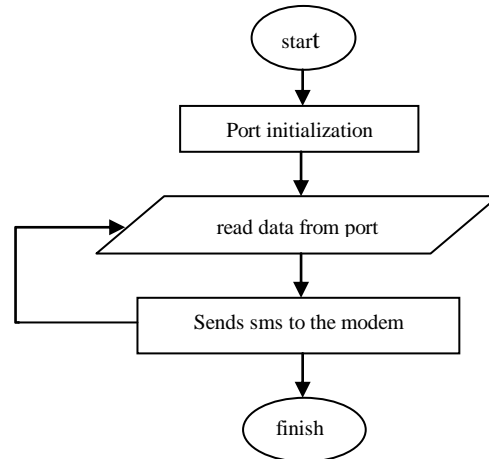 start
Port initialization
read data from port
Sends sms to the modem
finish